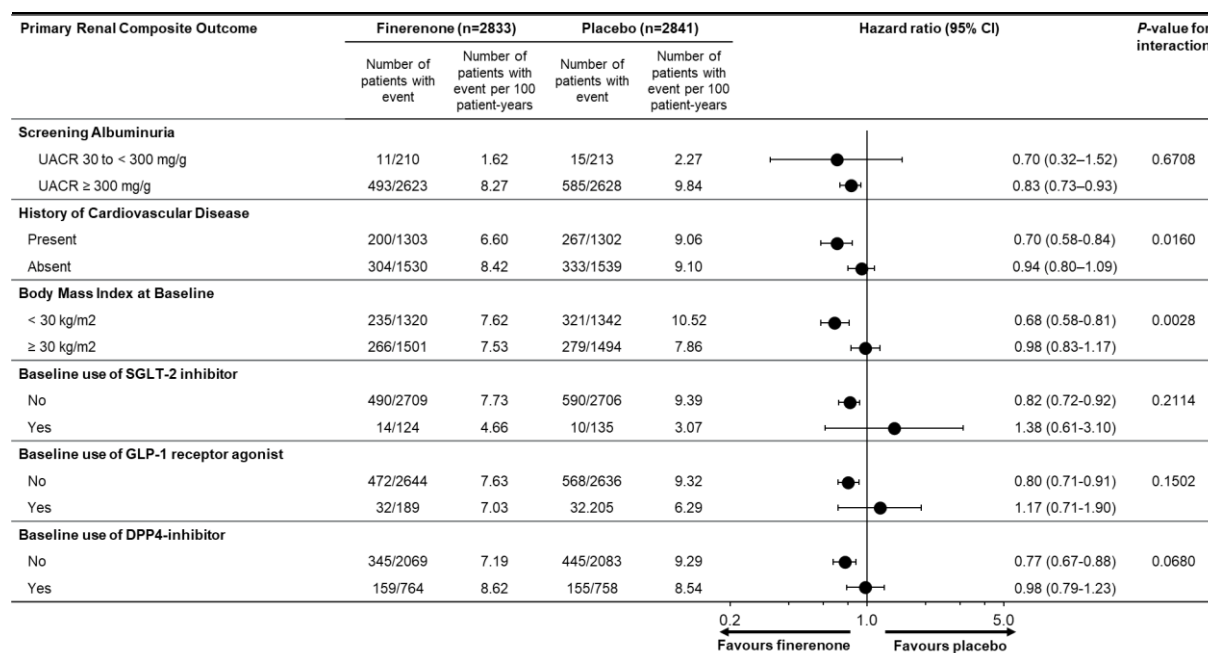 Primary Renal Composite Outcome Finerenone (n=2833) Placebo (n=2841) Hazard ratio (95% CI) P-value for
interaction
Number of Number of Number of Number of
patients with patients with patients with patients with
event event per 100 event event per 100
patient-years patient-years
Screening Albuminuria
UACR 30 to < 300 mg/g 11/210 1.62 15/213 2.27 0.70 (0.32–1.52) 0.6708
UACR ≥ 300 mg/g 493/2623 8.27 585/2628 9.84 0.83 (0.73–0.93)
History of Cardiovascular Disease
Present 200/1303 6.60 267/1302 9.06 0.70 (0.58-0.84) 0.0160
Absent 304/1530 8.42 333/1539 9.10 0.94 (0.80–1.09)
Body Mass Index at Baseline
< 30 kg/m2 235/1320 7.62 321/1342 10.52 0.68 (0.58-0.81) 0.0028
≥ 30 kg/m2 266/1501 7.53 279/1494 7.86 0.98 (0.83-1.17)
Baseline use of SGLT-2 inhibitor
No 490/2709 7.73 590/2706 9.39 0.82 (0.72-0.92) 0.2114
Yes 14/124 4.66 10/135 3.07 1.38 (0.61-3.10)
Baseline use of GLP-1 receptor agonist
No 472/2644 7.63 568/2636 9.32 0.80 (0.71-0.91) 0.1502
Yes 32/189 7.03 32.205 6.29 1.17 (0.71-1.90)
Baseline use of DPP4-inhibitor
No 345/2069 7.19 445/2083 9.29 0.77 (0.67-0.88) 0.0680
Yes 159/764 8.62 155/758 8.54 0.98 (0.79-1.23)
0.2 1.0 5.0
Favours finerenone Favours placebo